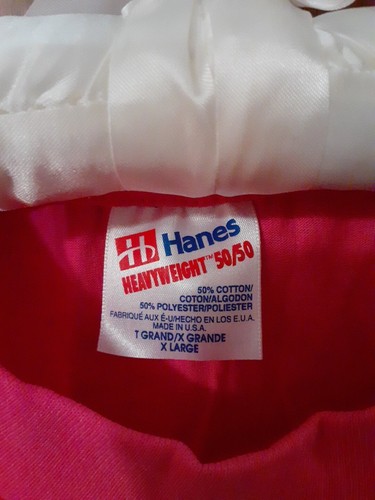 Hb Hanes
HEAVYWEIGHT™ 50/50
50% COTTON/
COTON/ALGODON
50% POLYESTER/POLIESTER
FABRIQUÉ AUX É-U/HECHO EN LOS E.U.A.
MADE IN U.S.A.
T GRAND/X GRANDE
X LARGE